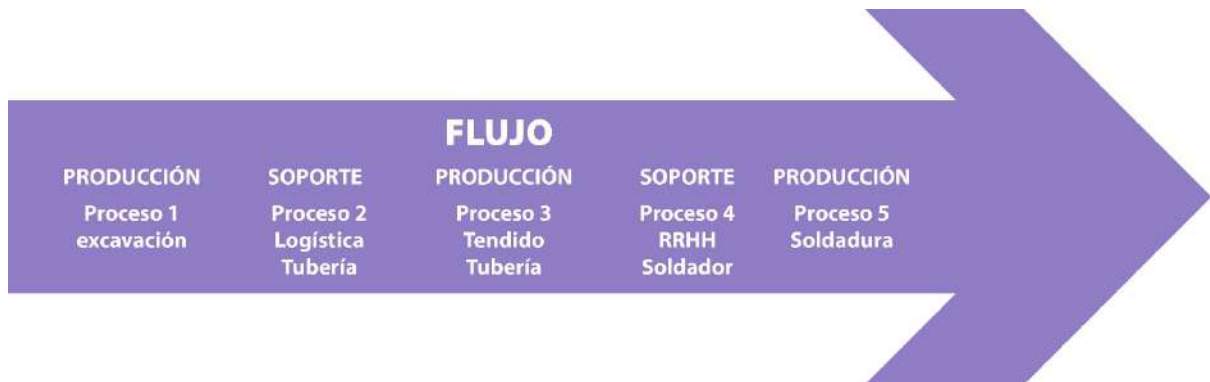 FLUJO
PRODUCCIÓN
Proceso 1
excavación
SOPORTE
Proceso 2
Logística
Tubería
PRODUCCIÓN
Proceso 3
Tendido
Tubería
SOPORTE
Proceso 4
RRHH
Soldador
PRODUCCIÓN
Proceso 5
Soldadura